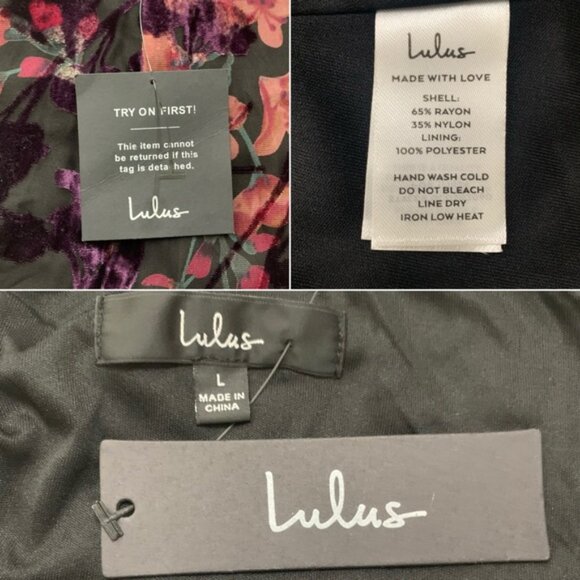 TRY ON FIRST!
This item cannot
be returned if this
tag is detached.
Lulus
Lulus
MADE WITH LOVE
SHELL:
65% RAYON
35% NYLON
LINING:
100% POLYESTER
HAND WASH COLD
DO NOT BLEACH
LINE DRY
IRON LOW HEAT
Lulus
L
MADE IN
CHINA
Lulus